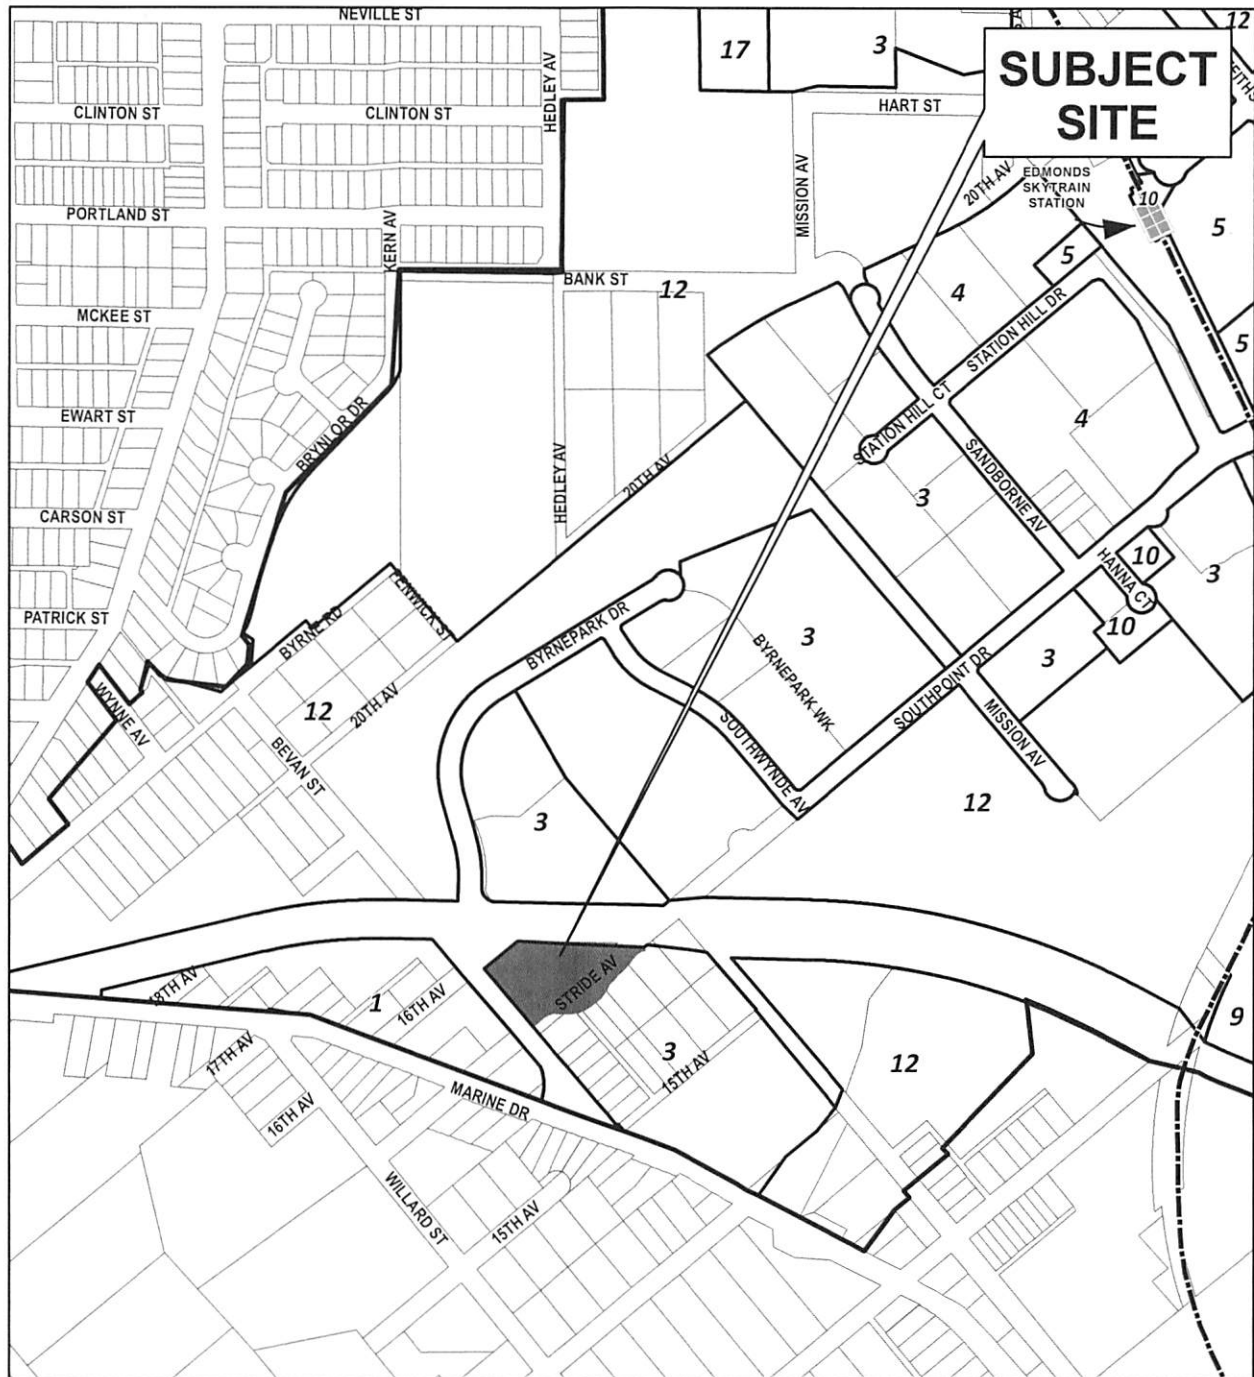 NEVILLE ST
17
3
12
SUBJECT
SITE
CLINTON ST
CLINTON ST
HEDLEY AV
HART ST
MISSION AV
20TH AV
EDMONDS
SKYTRAIN
STATION
10
5
PORTLAND ST
KERN AV
5
BANK ST
12
4
STATION HILL DR
MCKEE ST
5
EWART ST
BRYNLOR DR
STATION HILL CT
4
HEDLEY AV
20TH AV
SANDBORNE AV
3
CARSON ST
HANNA CT
10
3
PATRICK ST
BYRNE RD
FENWICK ST
BYRNEPARK DR
3
BYRNEPARK WK
10
3
SOUTHPOINT DR
WYNNE AV
12
20TH AV
BEVAN ST
SOUTHWYNDE AV
MISSION AV
12
3
18TH AV
1
16TH AV
STRIDE AV
17TH AV
3
15TH AV
12
9
MARINE DR
16TH AV
WILLARD ST
15TH AV